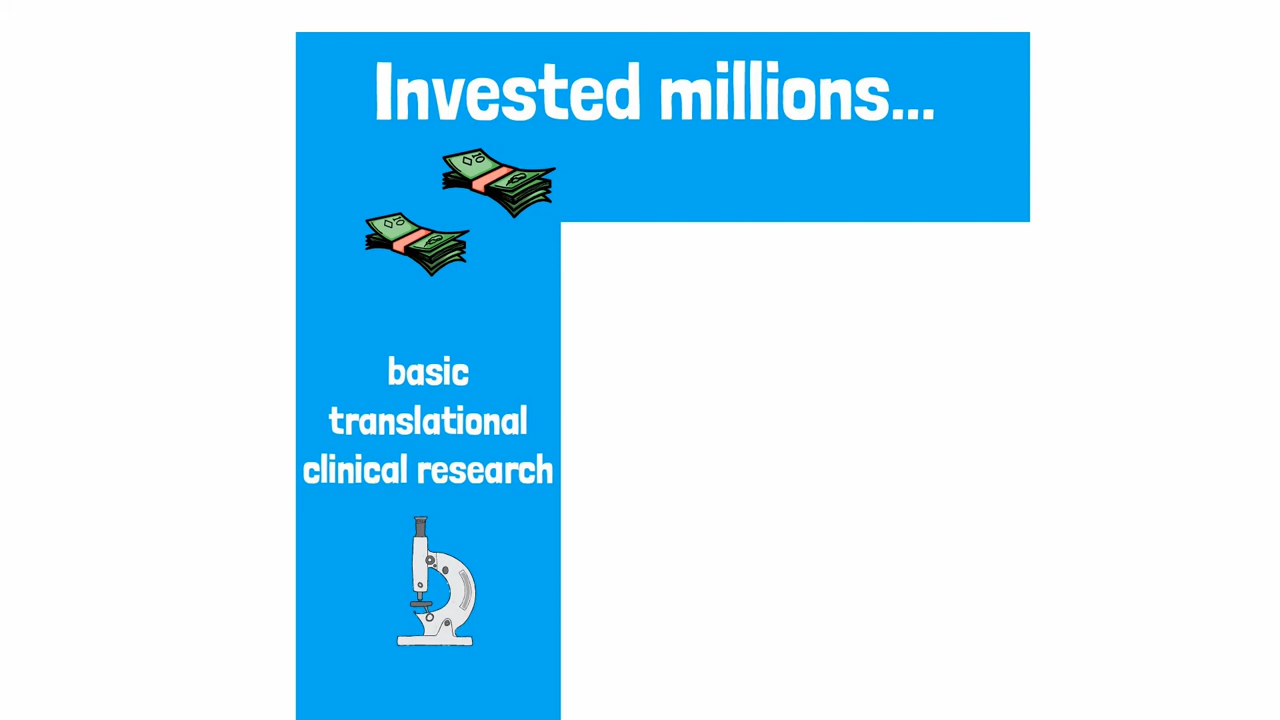 Invested millions...
basic
translational
clinical research